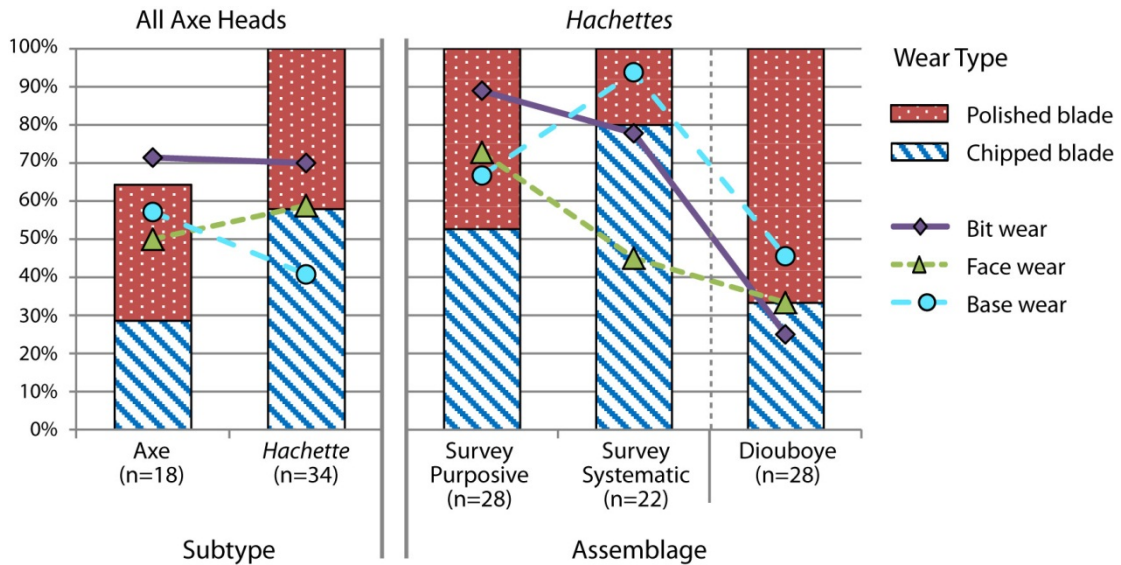 All Axe Heads
Hachettes
100%
90%
80%
70%
60%
50%
40%
30%
20%
10%
0%
Axe
(n=18)
Hachette
(n=34)
Survey
Purposive
(n=28)
Survey
Systematic
(n=22)
Diouboye
(n=28)
Subtype
Assemblage
Wear Type
Polished blade
Chipped blade
Bit wear
Face wear
Base wear